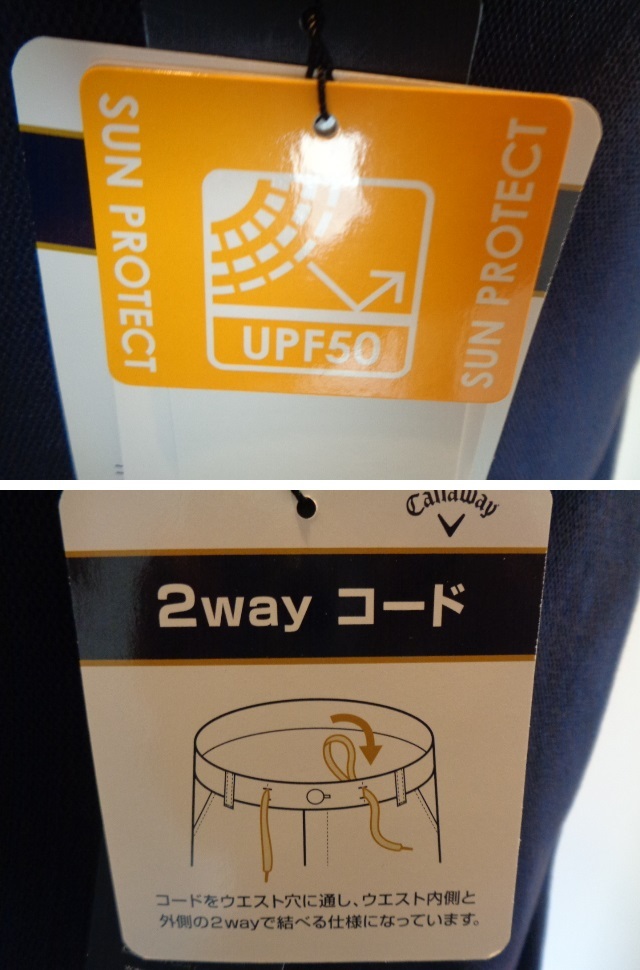 SUN PROTECT
UPF50
SUN PROTECT
Callaway
2way コード
コードをウエスト穴に通し、ウエスト内側と
外側の2wayで結べる仕様になっています。